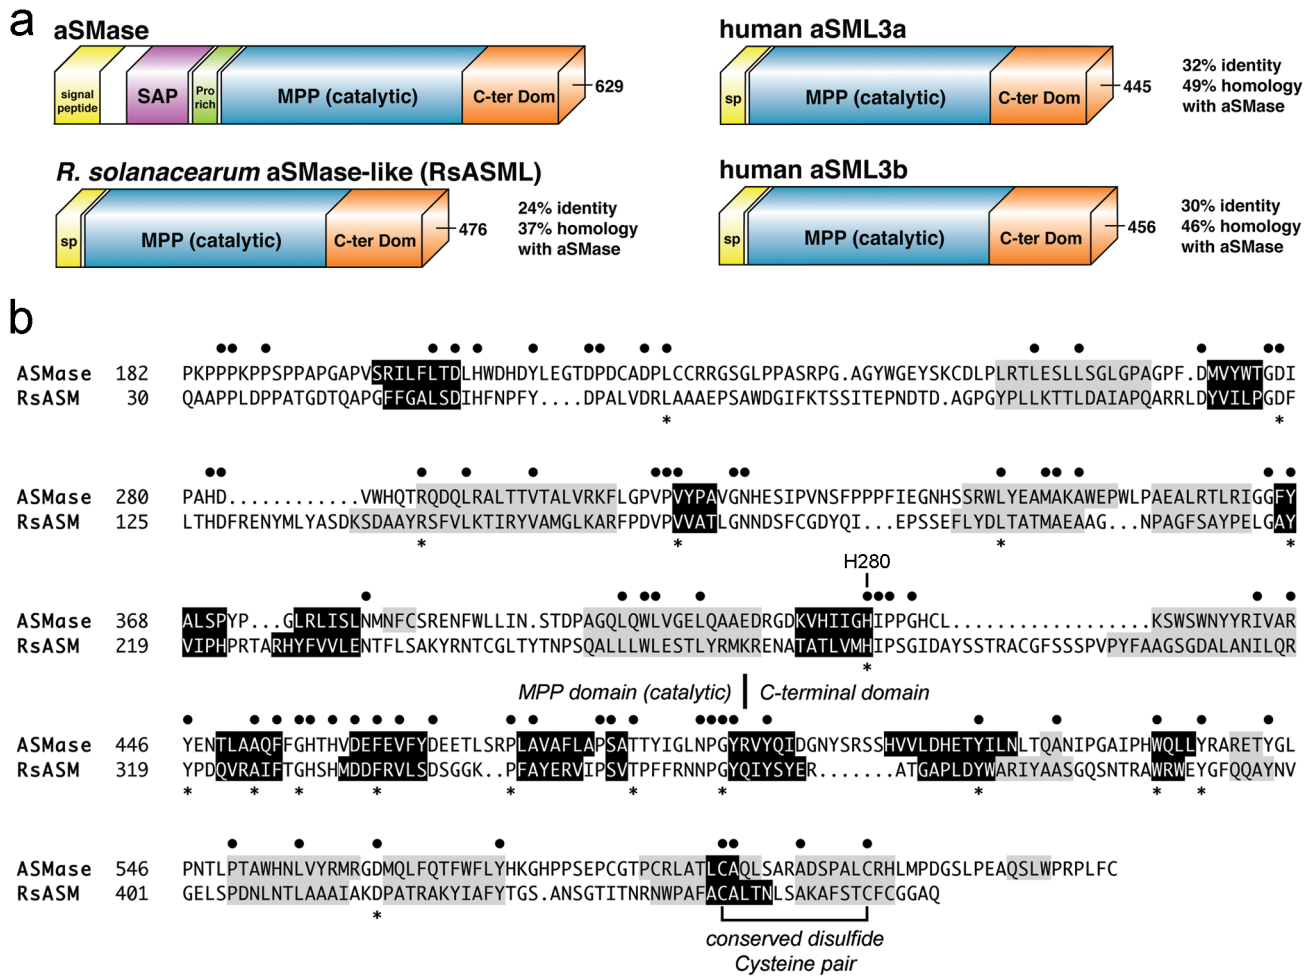 a
aSMase
signal
peptide
SAP
Pro
rich
MPP (catalytic)
C-ter Dom
629
human aSML3a
sp
MPP (catalytic)
C-ter Dom
445
32% identity
49% homology
with aSMase
R. solanacearum aSMase-like (RsASML)
sp
MPP (catalytic)
C-ter Dom
476
24% identity
37% homology
with aSMase
human aSML3b
sp
MPP (catalytic)
C-ter Dom
456
30% identity
46% homology
with aSMase
b
ASMase 182 PKPPPKPPSPPAPGAPVSRILFLTDLHWDHDYLEGTDPDCADPLCCRRGSGLPPASRPG.AGYWGEYSKCDLPLRTLESLLSGLGPAGPF.DMVYWTGDI
RsASM 30 QAAPPLDPPATGDTQAPGFFGALSDIHFNPFY....DPALVDRLAAAEPSAWDGIFKTSSITEPNDTD.AGPGYPLLKTTLDAIAPQARRLDYVILPGDF
* *
ASMase 280 PAHD............VWHQTRQDQLRALTTVTALVRKFLGPVPVYPAVGNHESIPVNSFPPPFIEGNHSSRWLYEAMAKAWEPWLPAEALRTLRIGGFY
RsASM 125 LTHDFRENYMLYASDKSDAAYRSFVLKTIRYVAMGLKARFPDVPVVATLGNNDSFCGDYQI...EPSSEFLYDLTATMAEAAG...NPAGFSAYPELGAY
* * * *
H280
ASMase 368 ALSPYP...GLRLISLNMNFCSRENFWLLIN.STDPAGQLQWLVGELQAAEDRGDKVHIIGHIPPGHCL..................KSWSWNYYRIVAR
RsASM 219 VIPHPRTARHYFVVLENTFLSAKYRNTCGLTYTNPSQALLLWLESTLYRMKRENATATLVMHIPSGIDAYSSTRACGFSSSPVPYFAAGSGDALANILQR
*
MPP domain (catalytic) | C-terminal domain
ASMase 446 YENTLAAQFFGHTHVDEFEVFYDEETLSRPLAVAFLAPSATTYIGLNPGYRVYQIDGNYSRSSHVVLDHETYILNLTQANIPGAIPHWQLLYRARETYGL
RsASM 319 YPDQVRAIFTGHSHMDDFRVLSDSGGK..PFAYERVIPSVTPFFRNNPGYQIYSYER.......ATGAPLDYWARIYAASGQSNTRAWRWEYGFQQAYNV
* * * * * * * * * *
ASMase 546 PNTLPTAWHNLVYRMRGDMQLFQTFWFLYHKGHPPSEPCGTPCRLATLCAQLSARADSPALCRHLMPDGSLPEAQSLWPRPLFC
RsASM 401 GELSPDNLNTLAAAIAKDPATRAKYIAFYTGS.ANSGTITNRNWPAFACALTNLSAKAFSTCFCGGAQ
*
conserved disulfide
Cysteine pair